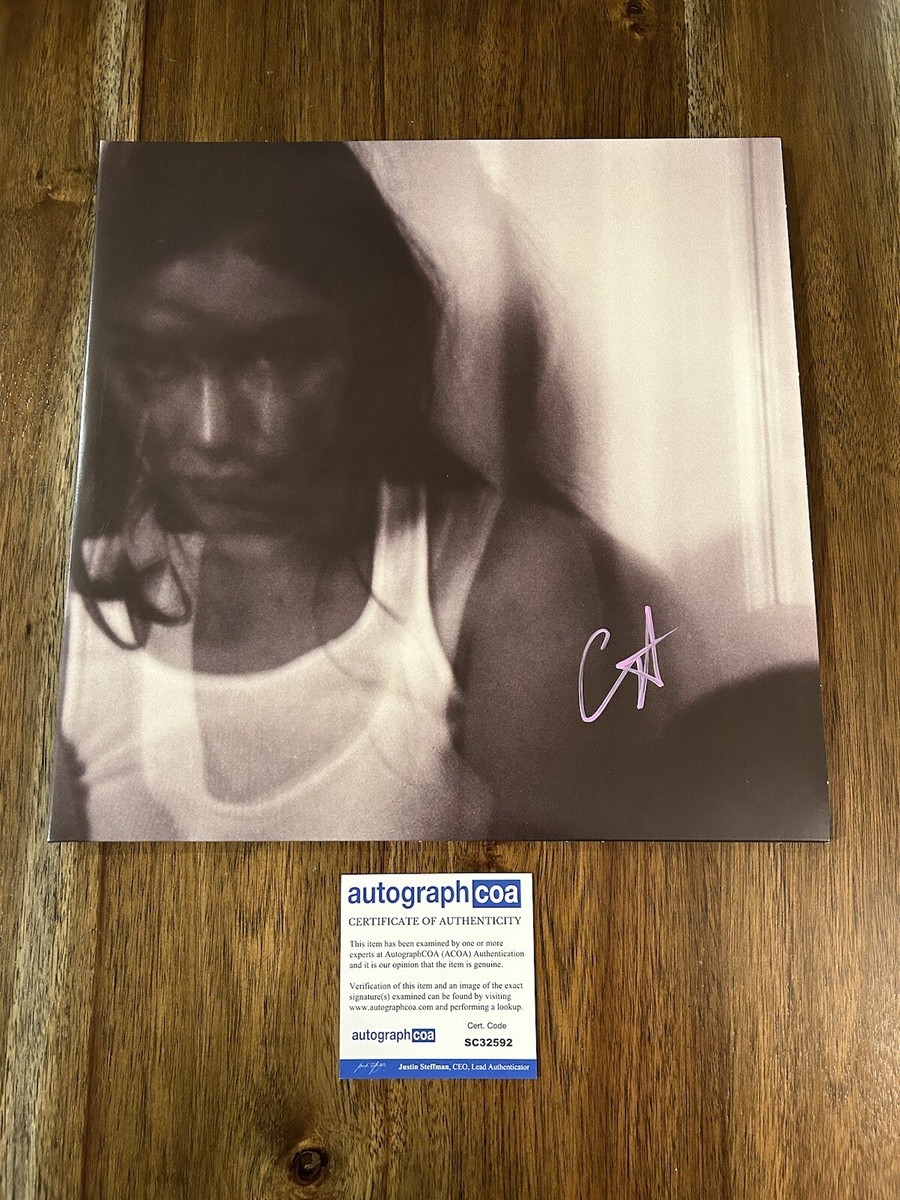 CA
autographcoa
CERTIFICATE OF AUTHENTICITY
This item has been examined by one or more
experts at AutographCOA (ACOA) Authentication
and it is our opinion that the item is genuine.
Verification of this item and an image of the exact
signature(s) examined can be found by visiting
www.autographcoa.com and performing a lookup.
autographcoa
Cert. Code
SC32592
Justin Steffman, CEO, Lead Authenticator